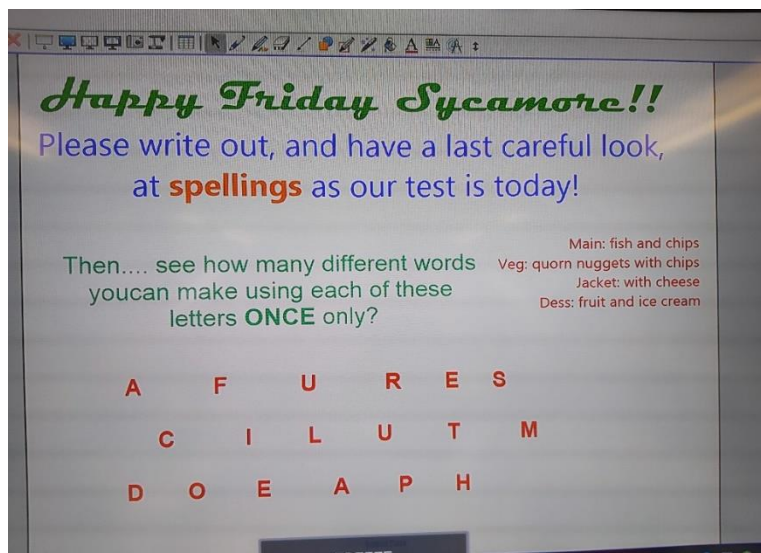 Happy Friday Sycamore!!
Please write out, and have a last careful look,
at spellings as our test is today!
Then.... see how many different words
youcan make using each of these
letters ONCE only?
Main: fish and chips
Veg: quorn nuggets with chips
Jacket: with cheese
Dess: fruit and ice cream
A F U R E S
C I L U T M
D O E A P H